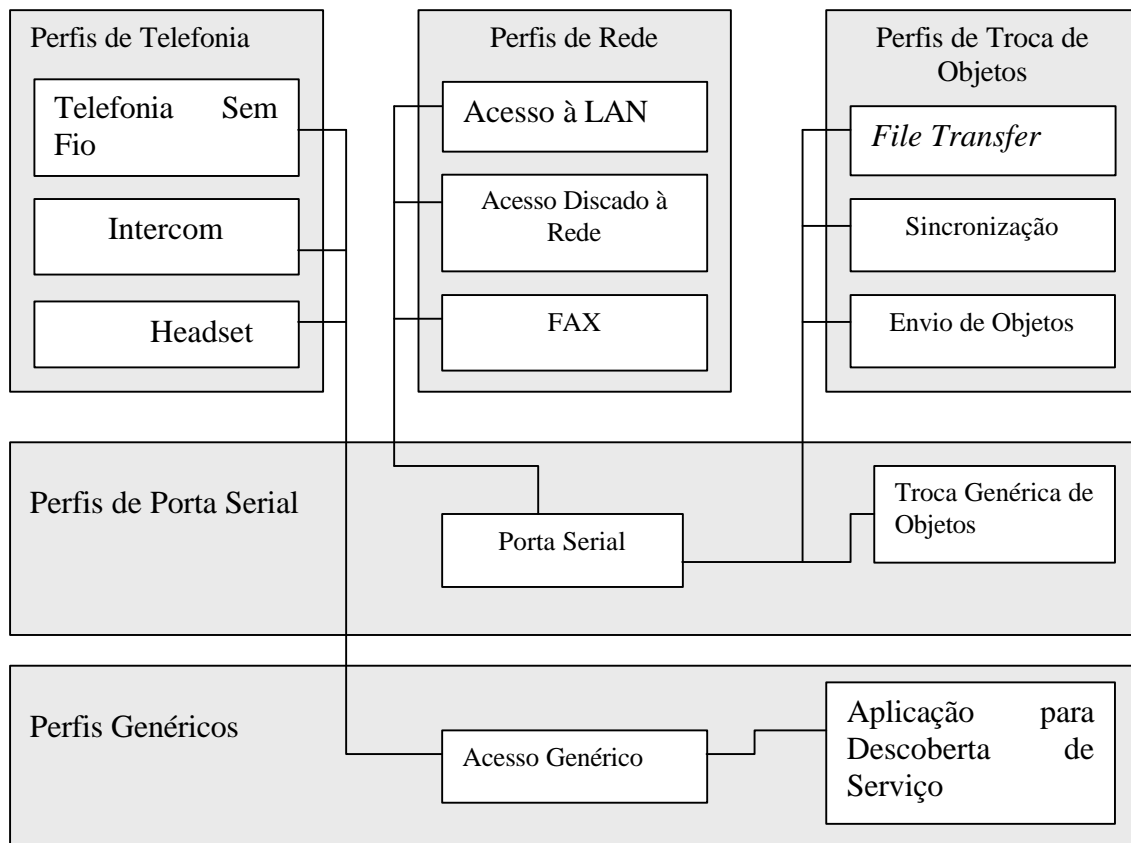 Perfis de Telefonia
Telefonia Sem
Fio
Intercom
Headset
Perfis de Rede
Acesso à LAN
Acesso Discado à
Rede
FAX
Perfis de Troca de
Objetos
File Transfer
Sincronização
Envio de Objetos
Perfis de Porta Serial
Porta Serial
Troca Genérica de
Objetos
Perfis Genéricos
Acesso Genérico
Aplicação para
Descoberta de
Serviço